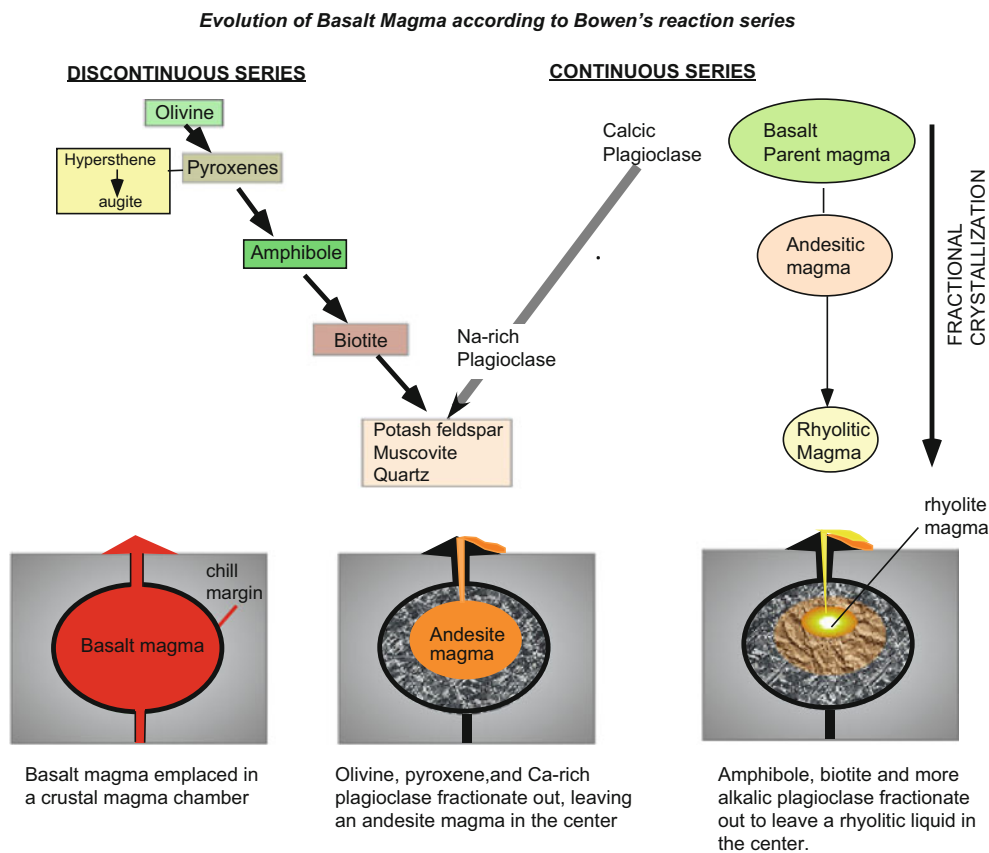 Evolution of Basalt Magma according to Bowen's reaction series
DISCONTINUOUS SERIES
CONTINUOUS SERIES
Olivine
Hypersthene
augite
Pyroxenes
Amphibole
Biotite
Calcic
Plagioclase
Na-rich
Plagioclase
Potash feldspar
Muscovite
Quartz
Basalt
Parent magma
Andesitic
magma
Rhyolitic
Magma
FRACTIONAL
CRYSTALLIZATION
chill
margin
Basalt magma
Andesite
magma
rhyolite
magma
Basalt magma emplaced in
a crustal magma chamber
Olivine, pyroxene,and Ca-rich
plagioclase fractionate out, leaving
an andesite magma in the center
Amphibole, biotite and more
alkalic plagioclase fractionate
out to leave a rhyolitic liquid in
the center.